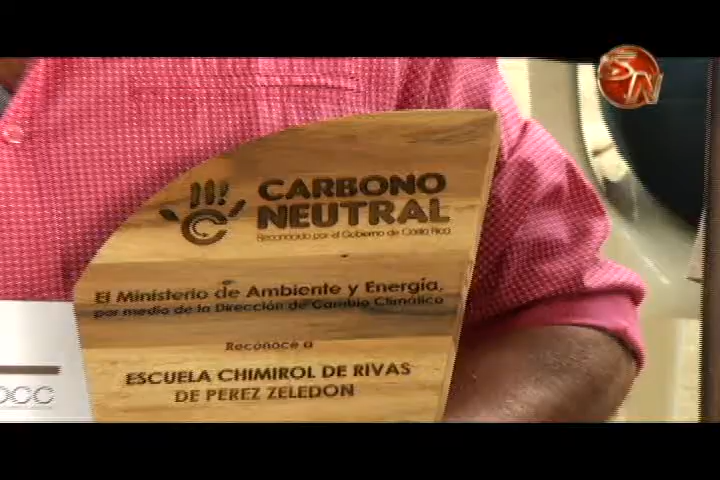 SN
CARBONO
NEUTRAL
Reconocido por el Gobierno de Costa Rica
El Ministerio de Ambiente y Energía,
por medio de la Dirección de Cambio Climático
Reconoce a
ESCUELA CHIMIROL DE RIVAS
DE PEREZ ZELEDON
DCC